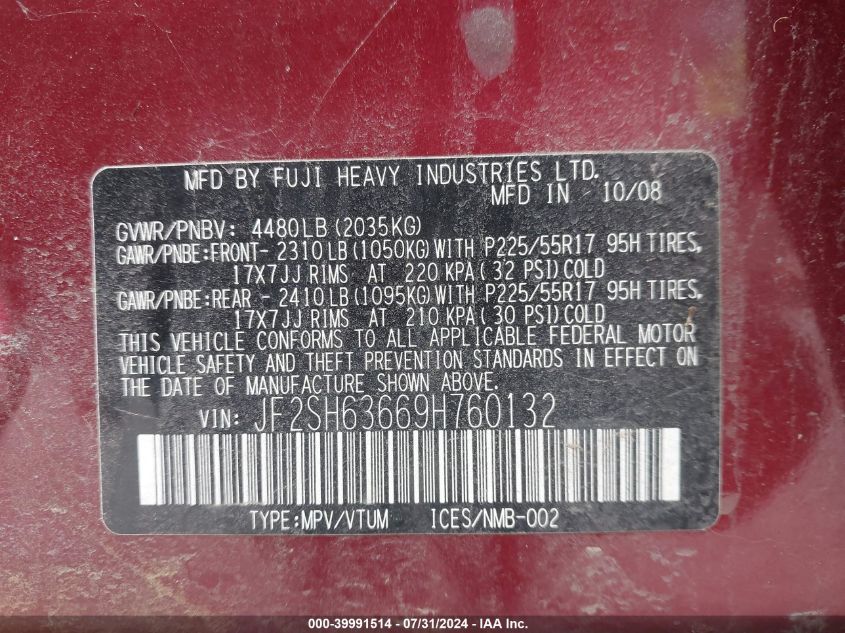 MFD BY FUJI HEAVY INDUSTRIES LTD.
MFD IN 10/08
GVWR/PNBV: 4480LB(2035KG)
GAWR/PNBE:FRONT- 2310LB(1050KG)WITH P225/55R17 95H TIRES,
17X7JJ RIMS AT 220 KPA(32 PSI)COLD
GAWR/PNBE:REAR - 2410LB(1095KG)WITH P225/55R17 95H TIRES,
17X7JJ RIMS AT 210 KPA(30 PSI)COLD
THIS VEHICLE CONFORMS TO ALL APPLICABLE FEDERAL MOTOR
VEHICLE SAFETY AND THEFT PREVENTION STANDARDS IN EFFECT ON
THE DATE OF MANUFACTURE SHOWN ABOVE.
VIN: JF2SH63669H760132
TYPE:MPV/VTUM ICES/NMB-002
000-39991514 - 07/31/2024 - IAA Inc.